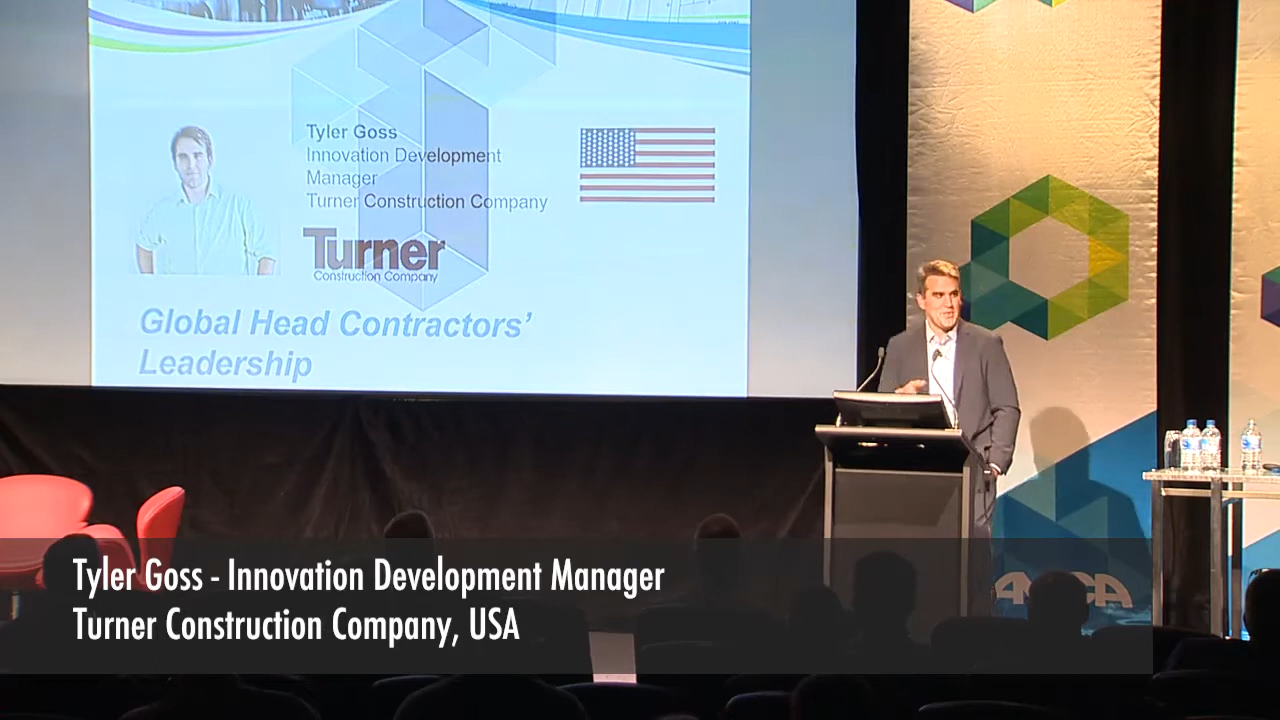 Tyler Goss
Innovation Development
Manager
Turner Construction Company
Turner
Construction Company
Global Head Contractors'
Leadership
AMCA
Tyler Goss - Innovation Development Manager
Turner Construction Company, USA